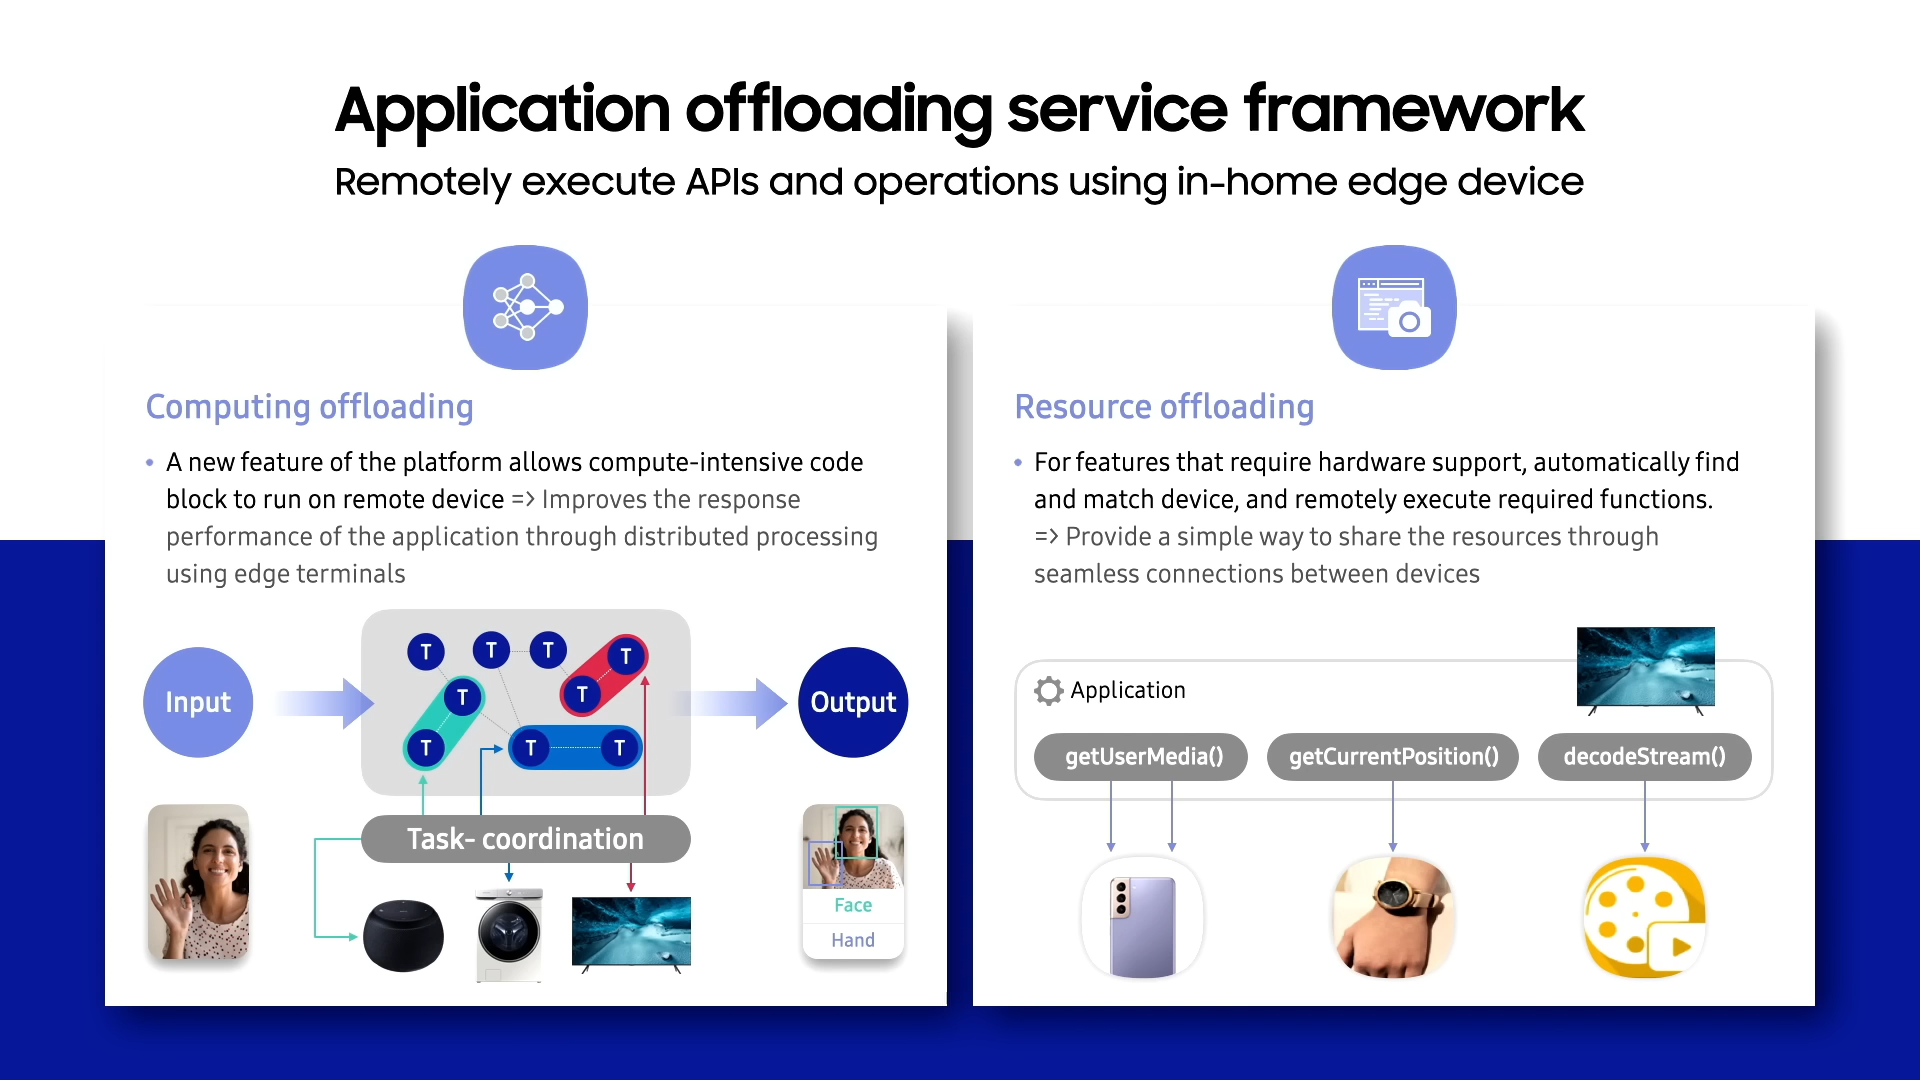 Application offloading service framework
Remotely execute APIs and operations using in-home edge device
Computing offloading
• A new feature of the platform allows compute-intensive code
block to run on remote device => Improves the response
performance of the application through distributed processing
using edge terminals
Input
T
T
T
T
T
T
T
T
T
Output
Task- coordination
Face
Hand
Resource offloading
• For features that require hardware support, automatically find
and match device, and remotely execute required functions.
=> Provide a simple way to share the resources through
seamless connections between devices
Application
getUserMedia()
getCurrentPosition()
decodeStream()